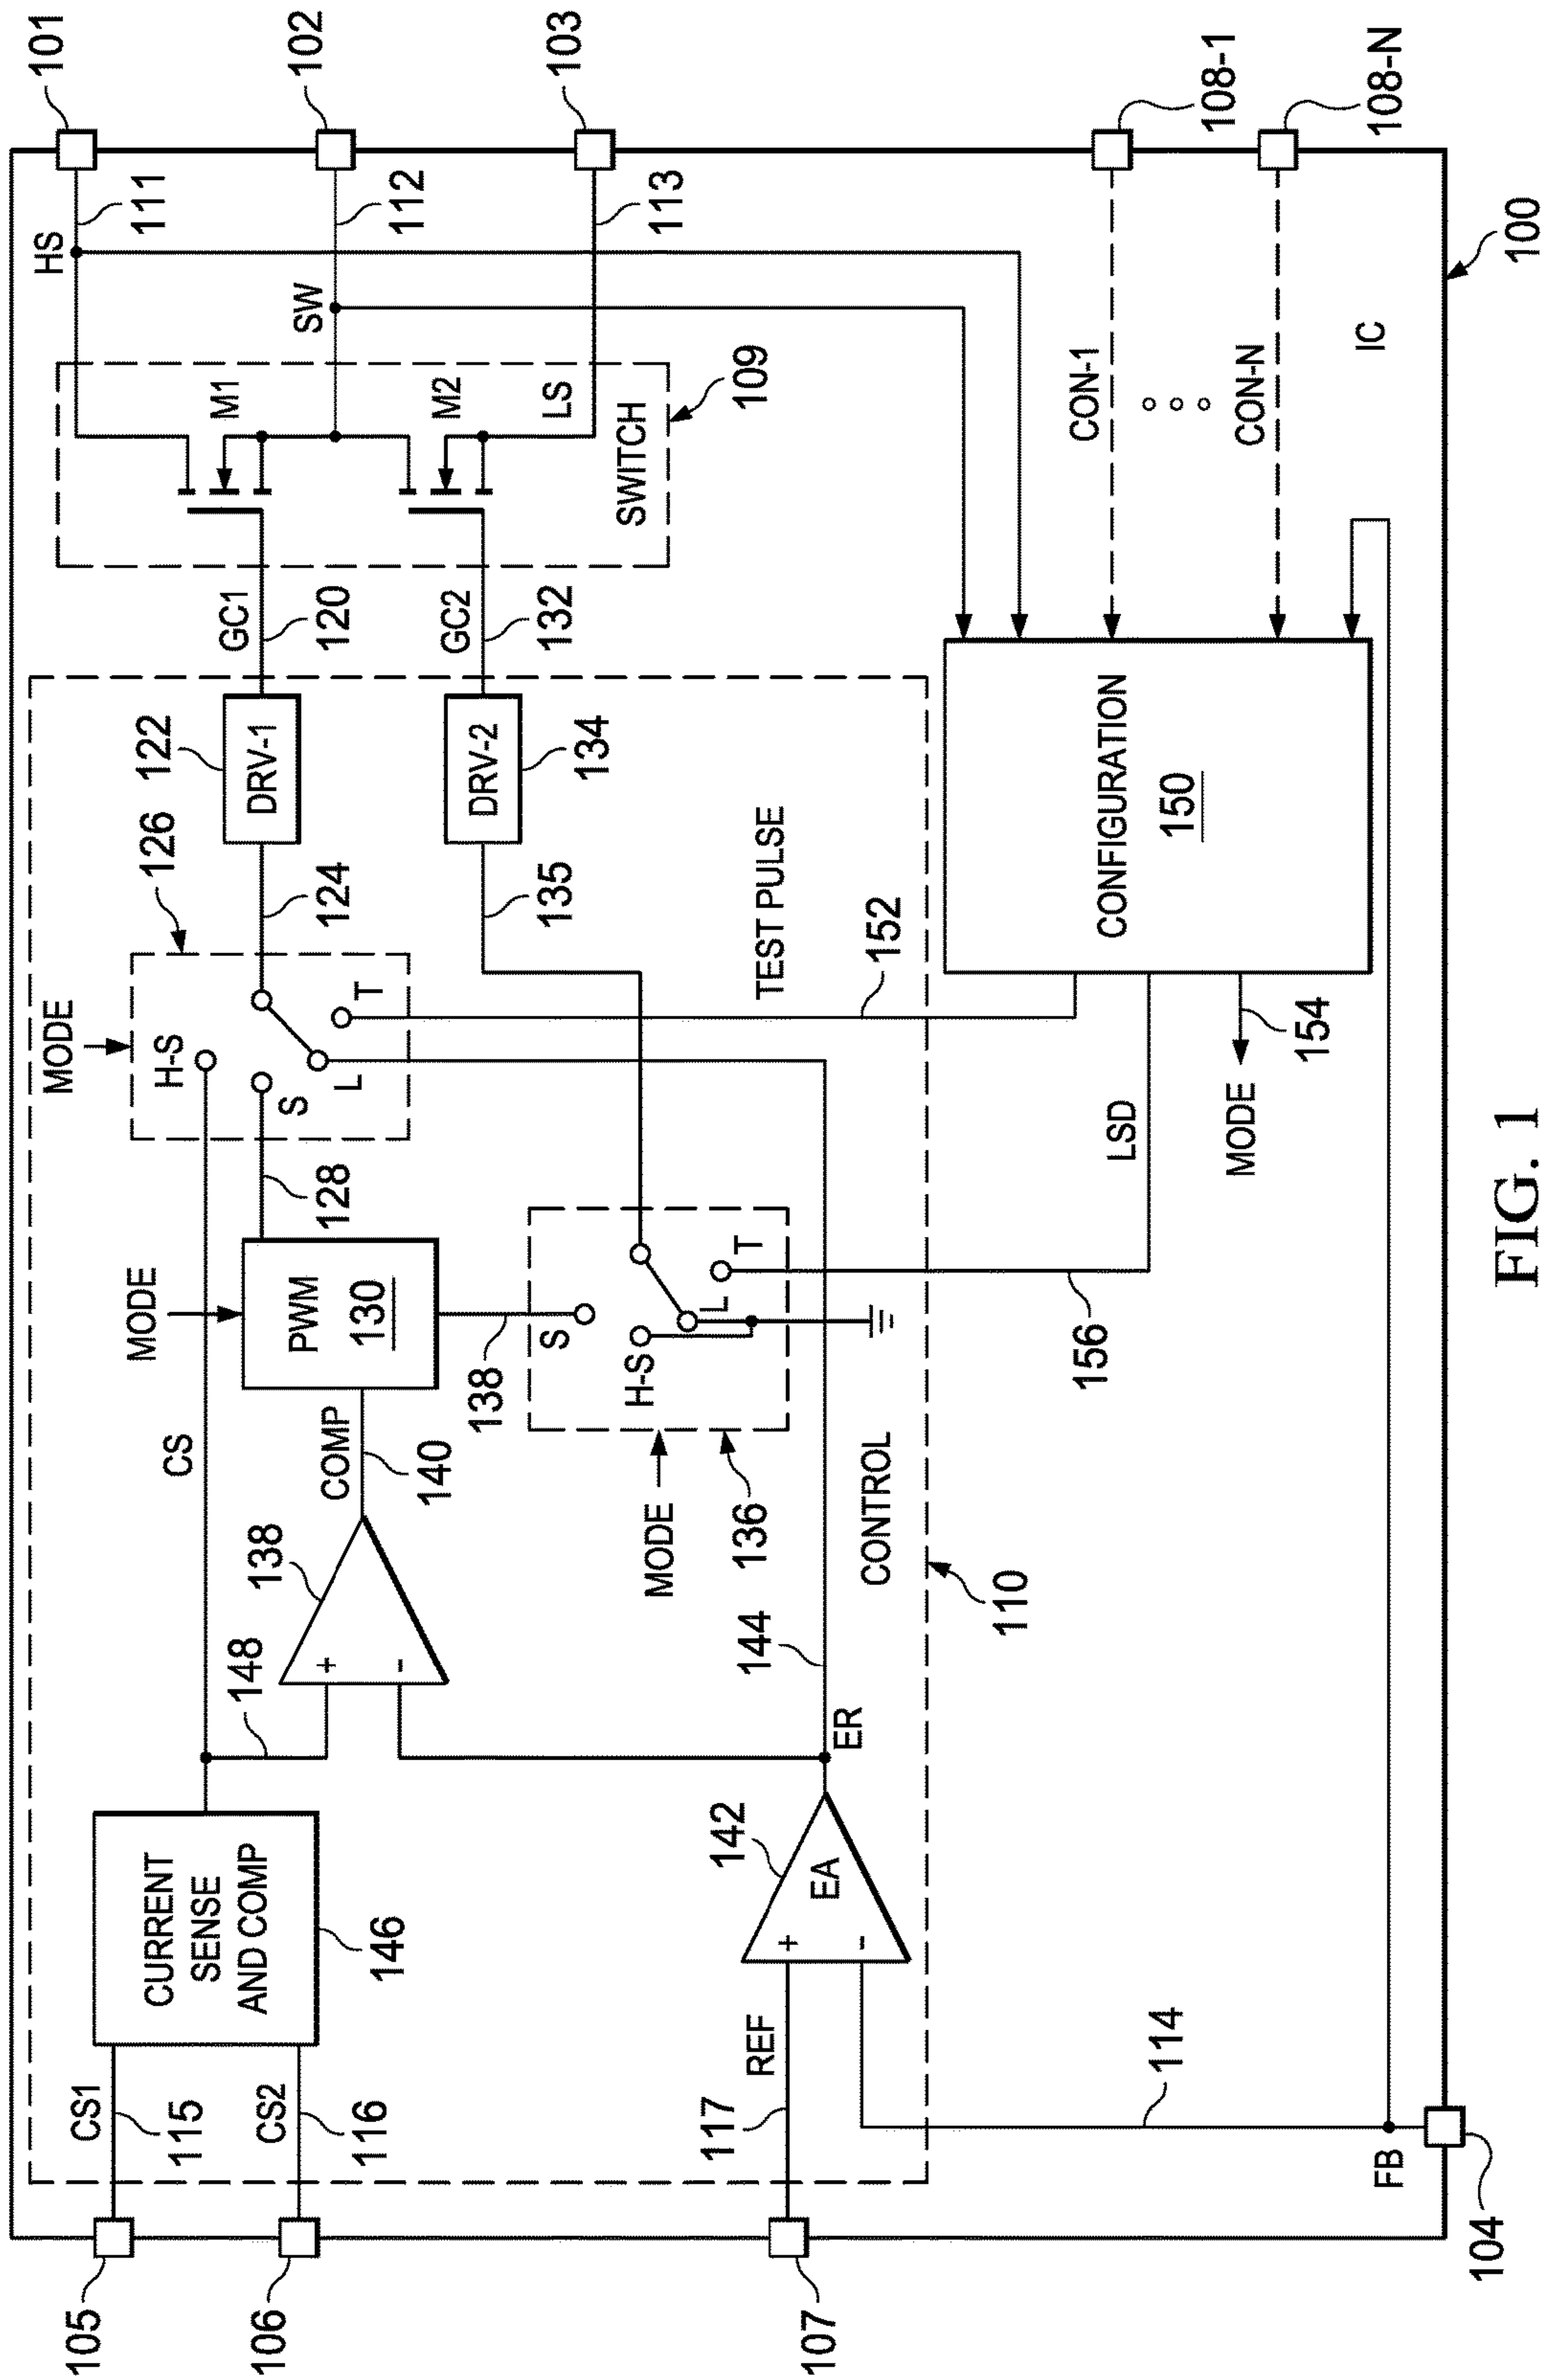 105
106
107
104
CS1
115
CS2
116
117
REF
114
FB
CURRENT
SENSE
AND COMP
146
142
EA
+
-
ER
144
148
CS
+
-
138
COMP
140
MODE
PWM
130
128
138
MODE
136
S
H-S
L
T
CONTROL
110
156
LSD
MODE
154
MODE
H-S
S
L
T
126
124
122
DRV-1
135
DRV-2
134
TEST PULSE
152
CONFIGURATION
150
GC1
120
GC2
132
M1
M2
LS
SWITCH
109
HS
111
SW
112
113
101
102
103
CON-1
CON-N
108-1
108-N
IC
100
FIG. 1